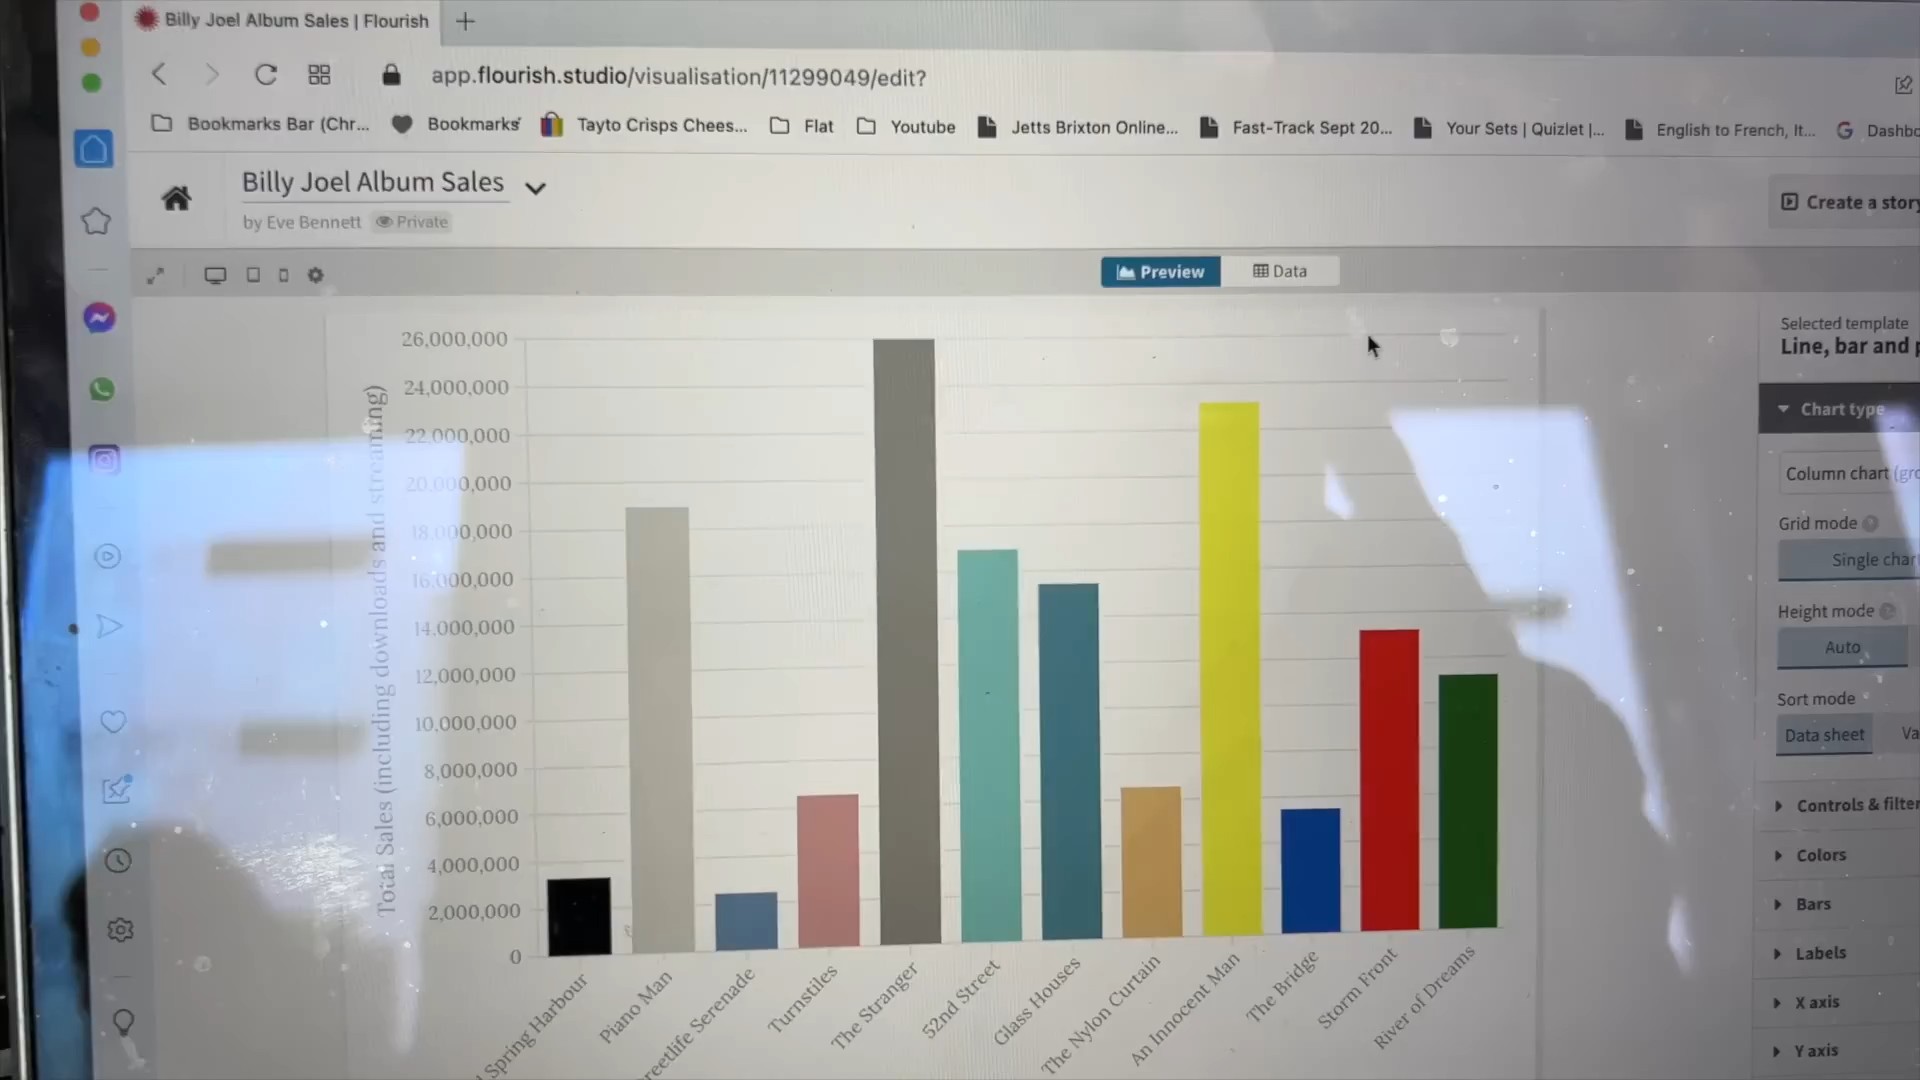 Billy Joel Album Sales | Flourish
app.flourish.studio/visualisation/11299049/edit?
Bookmarks Bar (Chr... Bookmarks Tayto Crisps Chees... Flat Youtube Jetts Brixton Online... Fast-Track Sept 20... Your Sets | Quizlet |... English to French, It... Dashbo
Billy Joel Album Sales
by Eve Bennett Private
Create a story
Preview Data
Selected template
Line, bar and p
Chart type
Column chart (gro
Grid mode
Single char
Height mode
Auto
Sort mode
Data sheet Va
Controls & filter
Colors
Bars
Labels
X axis
Y axis
Total Sales (including downloads and streaming)
26,000,000
24,000,000
22,000,000
20,000,000
18,000,000
16,000,000
14,000,000
12,000,000
10,000,000
8,000,000
6,000,000
4,000,000
2,000,000
0
Spring Harbour
Piano Man
reetlife Serenade
Turnstiles
The Stranger
52nd Street
Glass Houses
The Nylon Curtain
An Innocent Man
The Bridge
Storm Front
River of Dreams